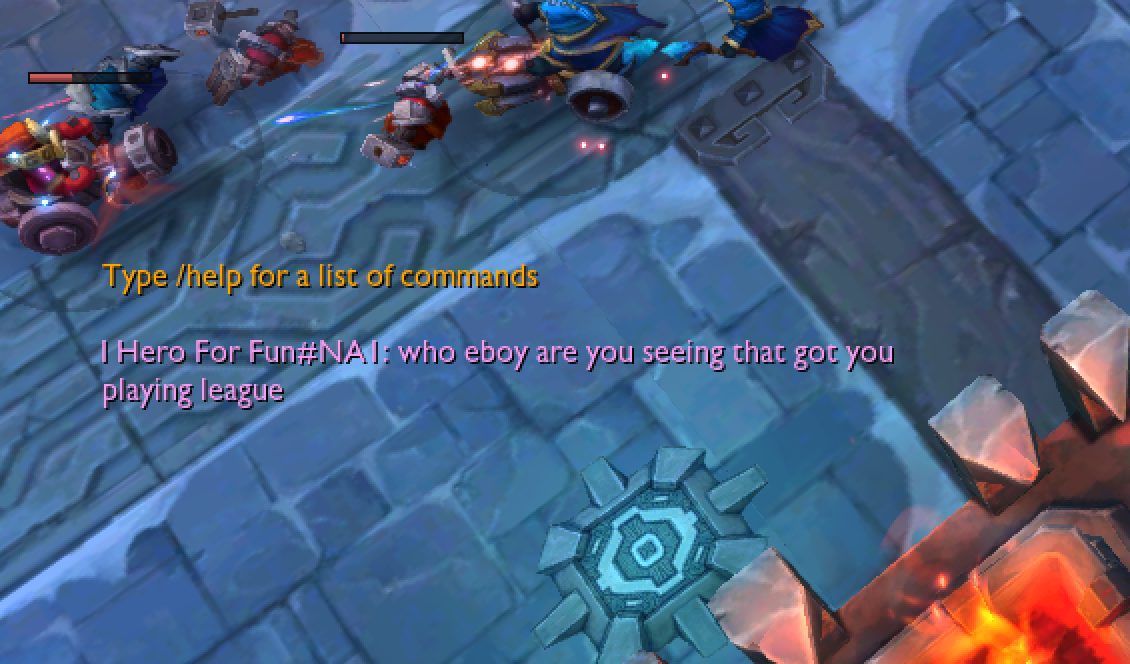 Type /help for a list of commands
I Hero For Fun#NA1: who eboy are you seeing that got you
playing league